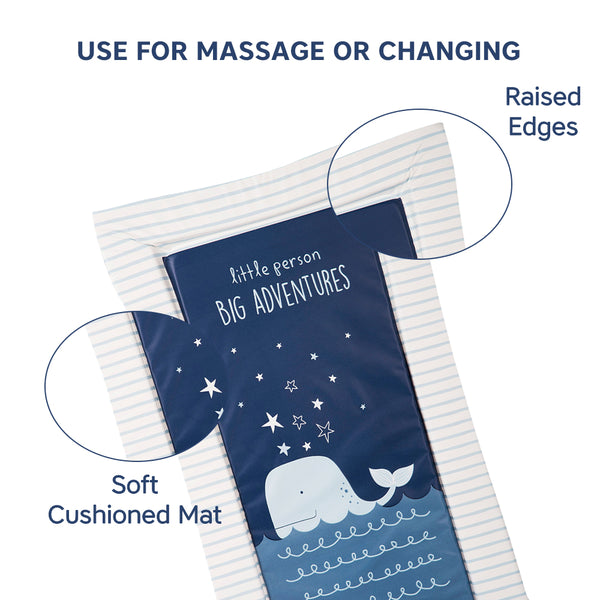 USE FOR MASSAGE OR CHANGING
Raised
Edges
little person
BIG ADVENTURES
Soft
Cushioned Mat